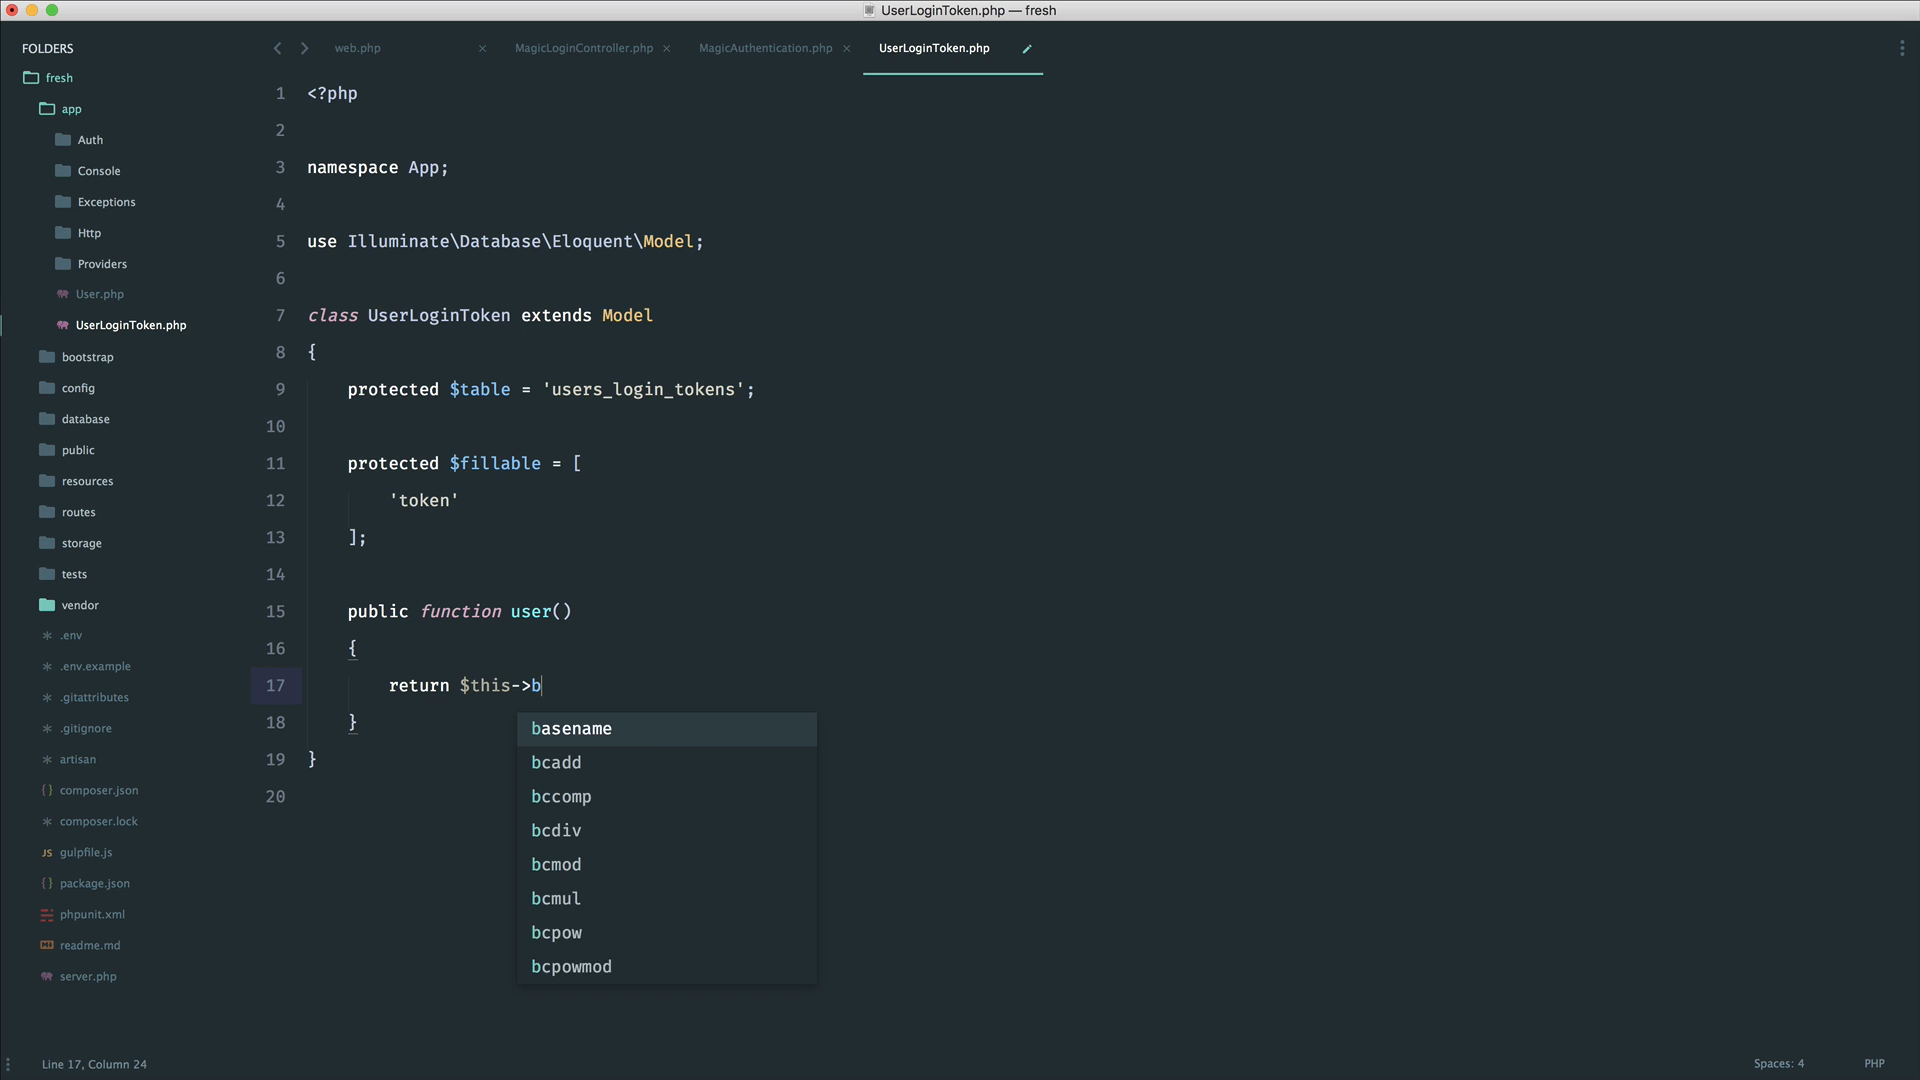 UserLoginToken.php — fresh
FOLDERS
fresh
app
Auth
Console
Exceptions
Http
Providers
User.php
UserLoginToken.php
bootstrap
config
database
public
resources
routes
storage
tests
vendor
.env
.env.example
.gitattributes
.gitignore
artisan
{} composer.json
composer.lock
JS gulpfile.js
{} package.json
phpunit.xml
readme.md
server.php
web.php × MagicLoginController.php × MagicAuthentication.php × UserLoginToken.php
1 <?php
2
3 namespace App;
4
5 use Illuminate\Database\Eloquent\Model;
6
7 class UserLoginToken extends Model
8 {
9 protected $table = 'users_login_tokens';
10
11 protected $fillable = [
12 'token'
13 ];
14
15 public function user()
16 {
17 return $this->b
18 }
19 }
20
basename
bcadd
bccomp
bcdiv
bcmod
bcmul
bcpow
bcpowmod
Line 17, Column 24
Spaces: 4 PHP